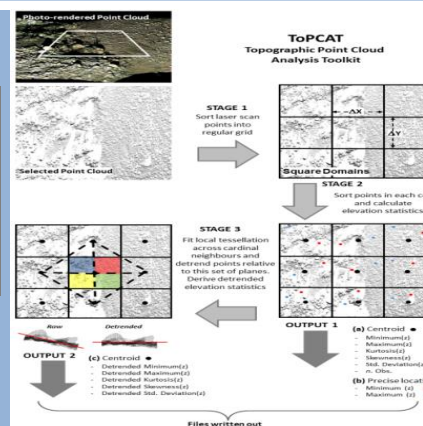 Photo-rendered Point Cloud
ToPCAT
Topographic Point Cloud
Analysis Toolkit
Selected Point Cloud
STAGE 1
Sort laser scan
points into
regular grid
ΔX
ΔY
Square Domains
STAGE 2
Sort points in each ce
and calculate
elevation statistics
STAGE 3
Fit local tessellation
across cardinal
neighbours and
detrend points relative
to this set of planes.
Derive detrended
elevation statistics
OUTPUT 1
(a) Centroid ●
- Minimum(z)
- Maximum(z)
- Kurtosis(z)
- Skewness(z)
- Std. Deviation(z)
- n. Obs.
(b) Precise locati
- Minimum (z)
- Maximum (z)
Raw
Detrended
OUTPUT 2
(c) Centroid ●
- Detrended Minimum(z)
- Detrended Maximum(z)
- Detrended Kurtosis(z)
- Detrended Skewness(z)
- Detrended Std. Deviation(z)
Files written out